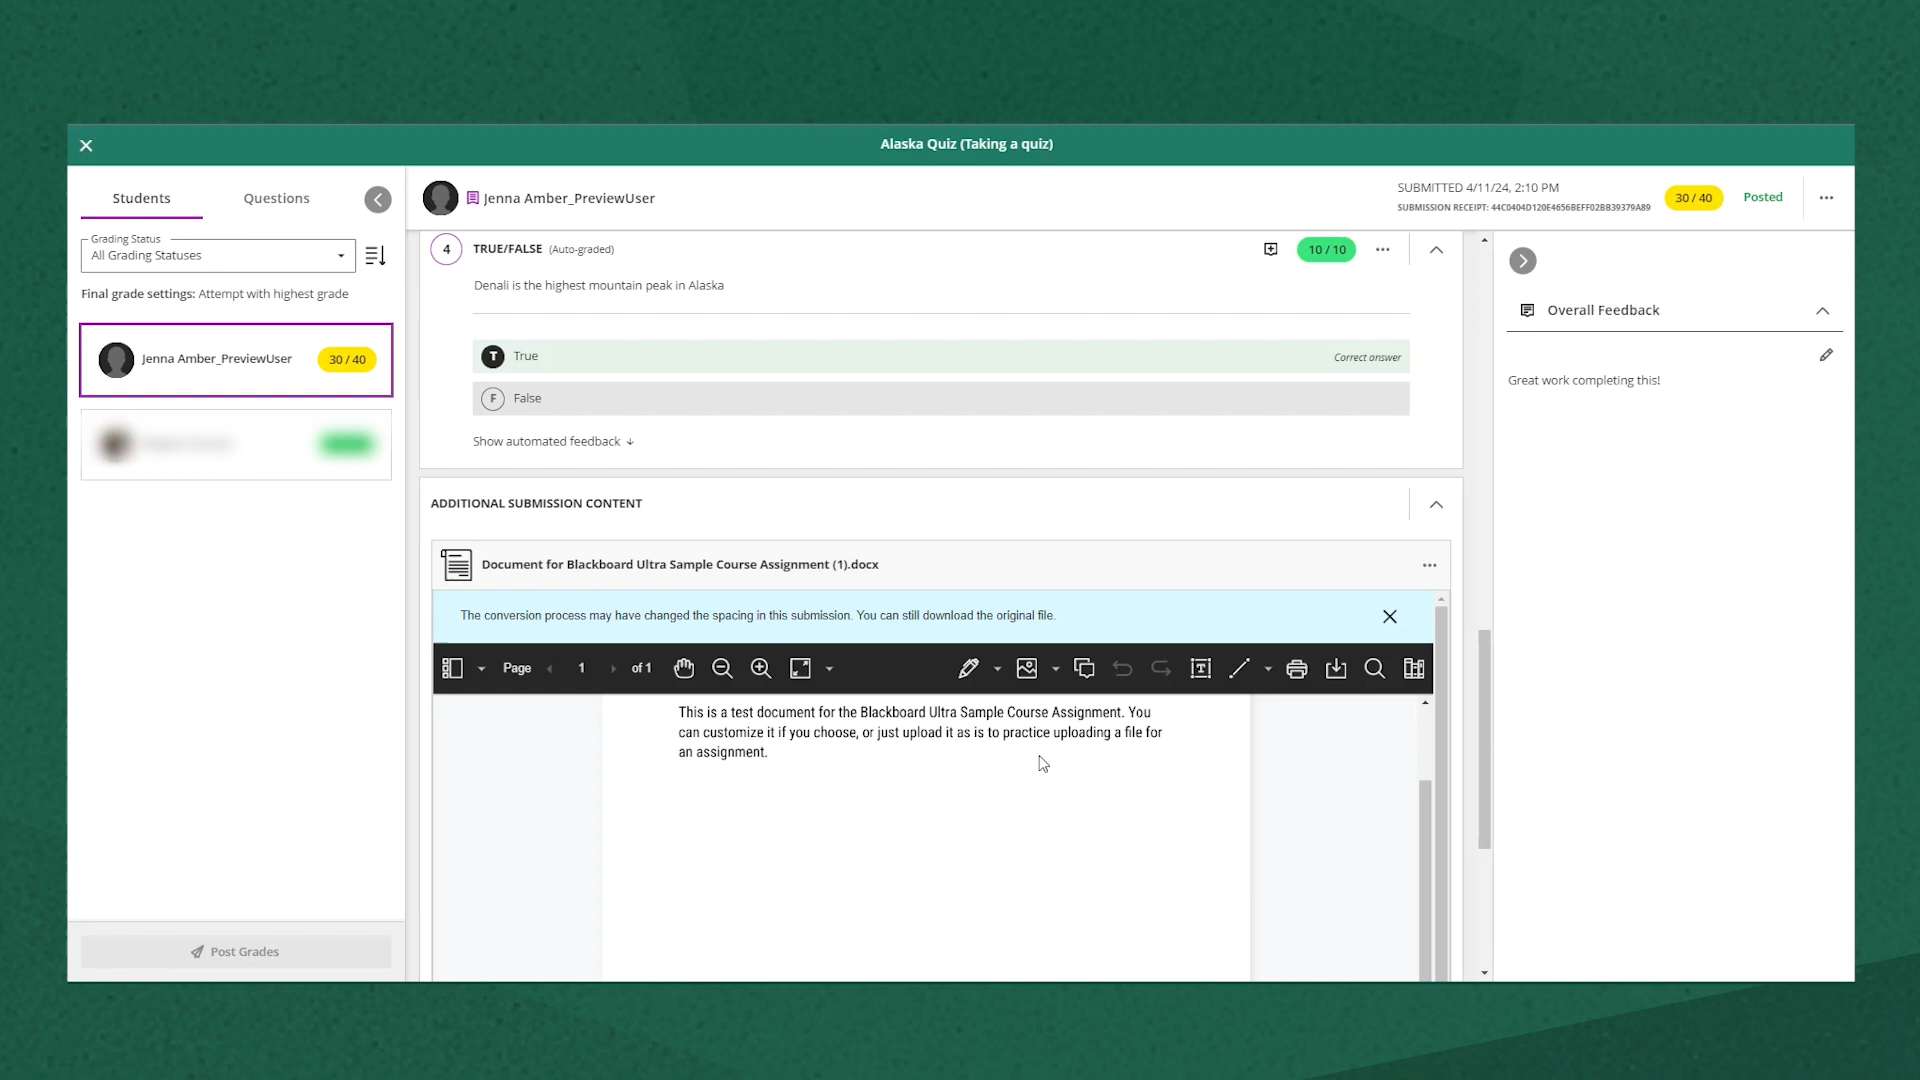 Alaska Quiz (Taking a quiz)
Students
Questions
Grading Status
All Grading Statuses
Final grade settings: Attempt with highest grade
Jenna Amber_PreviewUser
30 / 40
Post Grades
Jenna Amber_PreviewUser
SUBMITTED 4/11/24, 2:10 PM
SUBMISSION RECEIPT: 44C0404D120E4656BEFF02BB39379A89
30 / 40
Posted
4
TRUE/FALSE (Auto-graded)
10 / 10
Denali is the highest mountain peak in Alaska
T True
Correct answer
F False
Show automated feedback
ADDITIONAL SUBMISSION CONTENT
Document for Blackboard Ultra Sample Course Assignment (1).docx
The conversion process may have changed the spacing in this submission. You can still download the original file.
Page 1 of 1
This is a test document for the Blackboard Ultra Sample Course Assignment. You
can customize it if you choose, or just upload it as is to practice uploading a file for
an assignment.
Overall Feedback
Great work completing this!